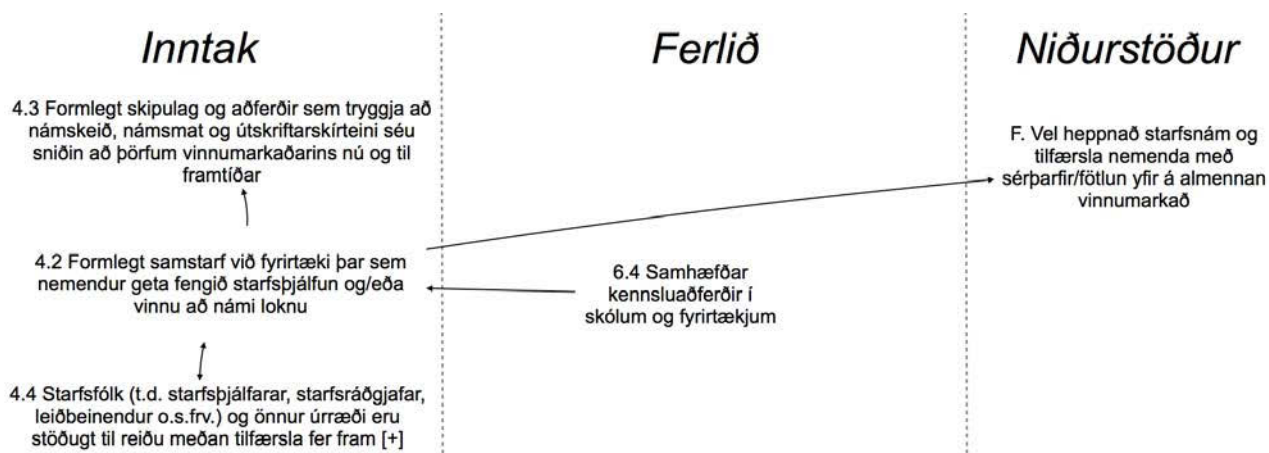 Inntak
Ferlið
Niðurstöður
4.3 Formlegt skipulag og aðferðir sem tryggja að
námskeið, námsmat og útskriftarskírteini séu
sniðin að þörfum vinnumarkaðarins nú og til
framtíðar
F. Vel heppnað starfsnám og
tilfærsla nemenda með
sérþarfir/fötlun yfir á almennan
vinnumarkað
4.2 Formlegt samstarf við fyrirtæki þar sem
nemendur geta fengið starfsþjálfun og/eða
vinnu að námi loknu
6.4 Samhæfðar
kennsluaðferðir í
skólum og fyrirtækjum
4.4 Starfsfólk (t.d. starfsþjálfarar, starfsráðgjafar,
leiðbeinendur o.s.frv.) og önnur úrræði eru
stöðugt til reiðu meðan tilfærsla fer fram [+]